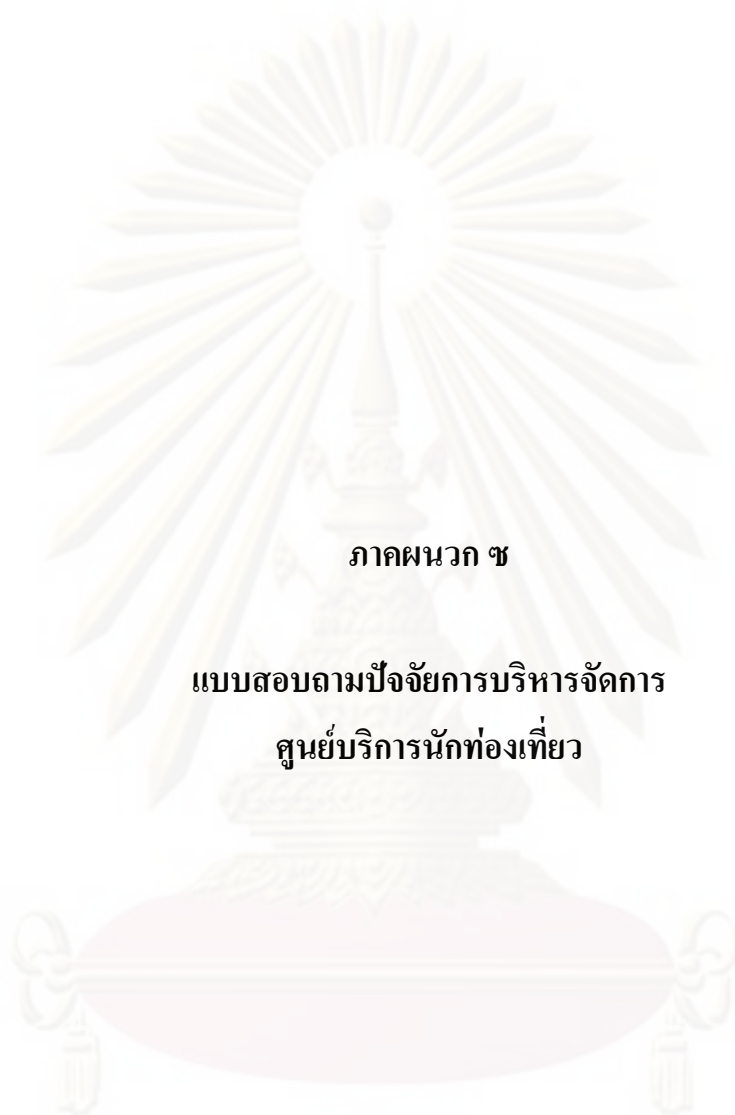 ภาคผนวก ซ
แบบสอบถามปัจจัยการบริหารจัดการ
ศูนย์บริการนักท่องเที่ยว